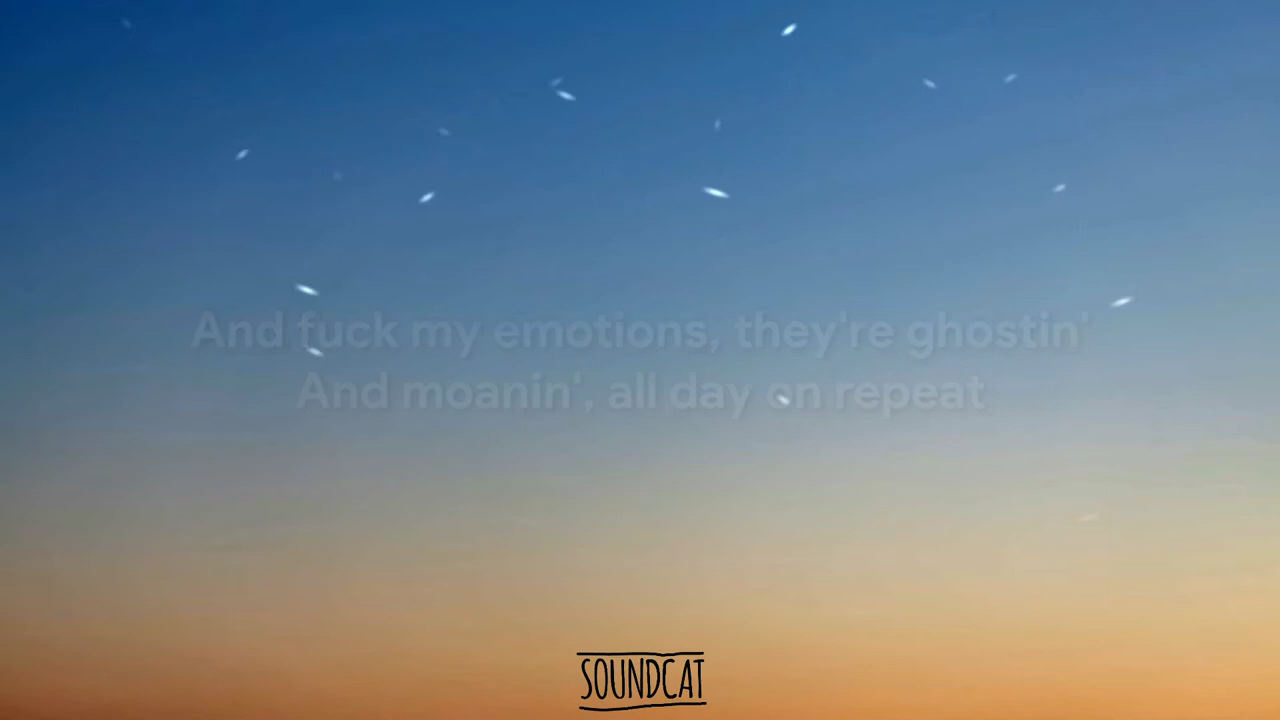 And fuck my emotions, they're ghostin'
And moanin', all day on repeat
SOUNDCAT